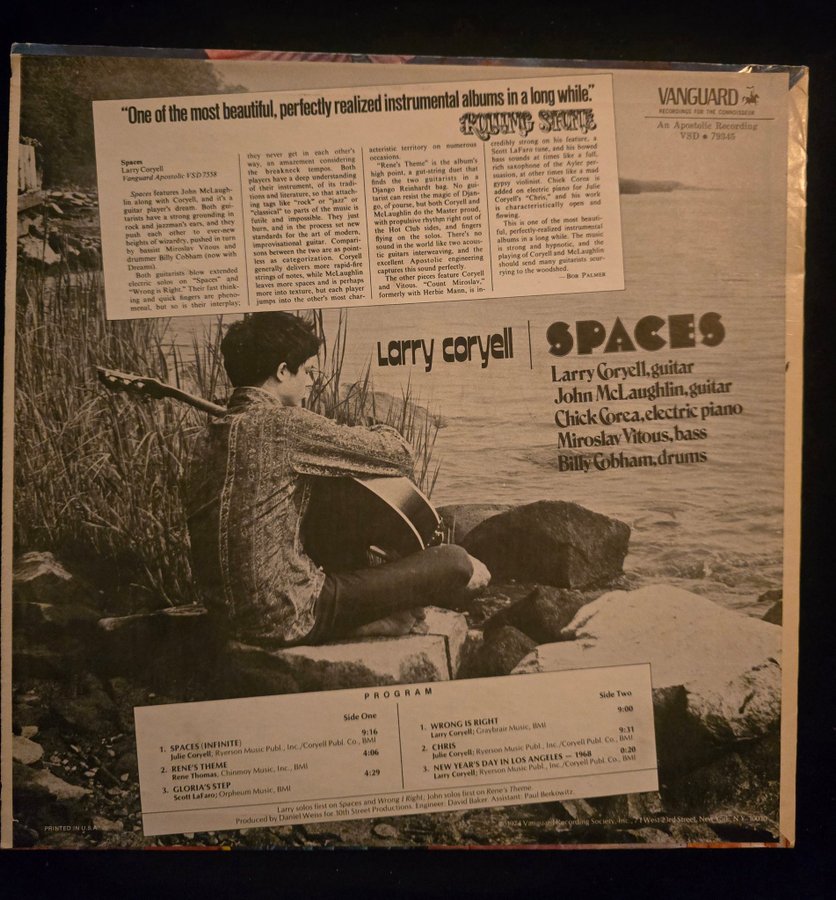 "One of the most beautiful, perfectly realized instrumental albums in a long while."
Rolling Stone
VANGUARD
RECORDINGS FOR THE CONNOISSEUR
An Apostolic Recording
VSD • 79345
Spaces
Larry Coryell
Vanguard Apostolic VSD-7558
Spaces features John McLaugh-
lin along with Coryell, and it's a
guitar player's dream. Both gui-
tarists have a strong grounding in
rock and jazzman's ears, and they
push each other to ever-new
heights of wizardry, pushed in turn
by bassist Miroslav Vitous and
drummer Billy Cobham (now with
Dreams).
Both guitarists blow extended
electric solos on "Spaces" and
"Wrong is Right." Their fast think-
ing and quick fingers are pheno-
menal, but so is their interplay;
they never get in each other's
way, an amazement considering
the breakneck tempos. Both
players have a deep understanding
of their instrument, of its tradi-
tions and literature, so that attach-
ing tags like "rock" or "jazz" or
"classical" to parts of the music is
futile and impossible. They just
burn, and in the process set new
standards for the art of modern,
improvisational guitar. Compari-
sons between the two are as point-
less as categorization. Coryell
generally delivers more rapid-fire
strings of notes, while McLaughlin
leaves more spaces and is perhaps
more into texture, but each player
jumps into the other's most char-
acteristic territory on numerous
occasions.
"Rene's Theme" is the album's
high point, a gut-string duet that
finds the two guitarists in a
Django Reinhardt bag. No gui-
tarist can resist the magic of Djan-
go, of course, but both Coryell and
McLaughlin do the Master proud,
with propulsive rhythm right out of
the Hot Club sides, and fingers
flying on the solos. There's no
sound in the world like two acous-
tic guitars interweaving, and the
excellent Apostolic engineering
captures this sound perfectly.
The other pieces feature Coryell
and Vitous. "Count Miroslav,"
formerly with Herbie Mann, is in-
credibly strong on his feature, a
Scott LaFaro tune, and his bowed
bass sounds at times like a full,
rich saxophone of the Ayler per-
suasion, at other times like a mad
gypsy violinist. Chick Corea is
added on electric piano for Julie
Coryell's "Chris," and his work
is characteristically open and
flowing.
This is one of the most beauti-
ful, perfectly-realized instrumental
albums in a long while. The music
is strong and hypnotic, and the
playing of Coryell and McLaughlin
should send many guitarists scur-
rying to the woodshed.
—BOB PALMER
Larry Coryell | SPACES
Larry Coryell, guitar
John McLaughlin, guitar
Chick Corea, electric piano
Miroslav Vitous, bass
Billy Cobham, drums
PROGRAM
Side One
1. SPACES (INFINITE) 9:16
Julie Coryell; Ryerson Music Publ., Inc./Coryell Publ. Co., BMI
2. RENE'S THEME 4:06
Rene Thomas, Chinmoy Music, Inc., BMI
3. GLORIA'S STEP 4:29
Scott LaFaro; Orpheum Music, BMI
Side Two
1. WRONG IS RIGHT 9:00
Larry Coryell; Graybrair Music, BMI
2. CHRIS 9:31
Julie Coryell; Ryerson Music Publ., Inc./Coryell Publ. Co., BMI
3. NEW YEAR'S DAY IN LOS ANGELES — 1968 0:20
Larry Coryell; Ryerson Music Publ., Inc./Coryell Publ. Co., BMI
Larry solos first on Spaces and Wrong I Right; John solos first on Rene's Theme.
Produced by Daniel Weiss for 10th Street Productions. Engineer: David Baker. Assistant: Paul Berkowitz.
PRINTED IN U.S.A.
1974 Vanguard Recording Society, Inc., 71 West 23rd Street, New York, N.Y. 10010